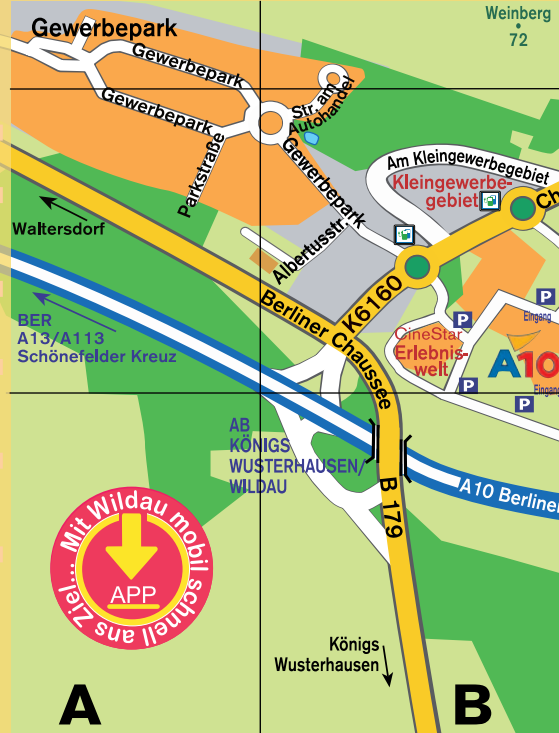 Gewerbepark
Weinberg
72
Gewerbepark
Gewerbepark
Str. am
Autohandel
Parkstraße
Gewerbepark
Am Kleingewerbegebiet
Kleingewerbe-
gebiet
Waltersdorf
Albertusstr.
K6160
Berliner Chaussee
BER
A13/A113
Schönefelder Kreuz
P
Eingang
P
CineStar
Erlebnis-
welt
A10
Eingang
P
P
AB
KÖNIGS
WUSTERHAUSEN/
WILDAU
B 179
A10 Berliner
Mit Wildau mobil
schnell ans Ziel...
APP
Königs
Wusterhausen
A
B